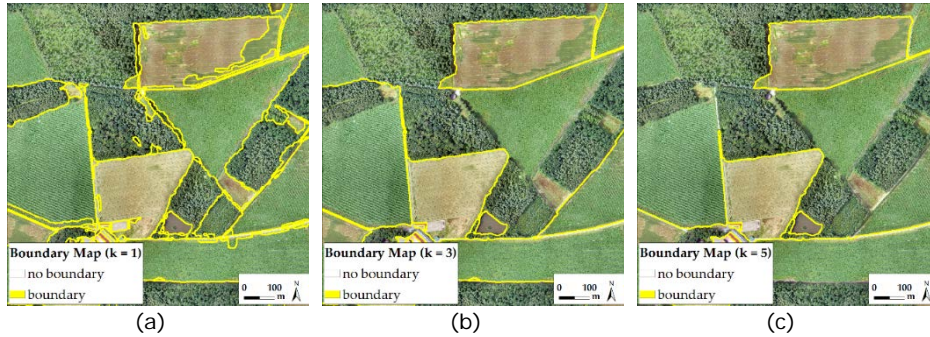 Boundary Map (k = 1)
no boundary
boundary
0 100
m
N
(a)
Boundary Map (k = 3)
no boundary
boundary
0 100
m
N
(b)
Boundary Map (k = 5)
no boundary
boundary
0 100
m
N
(c)